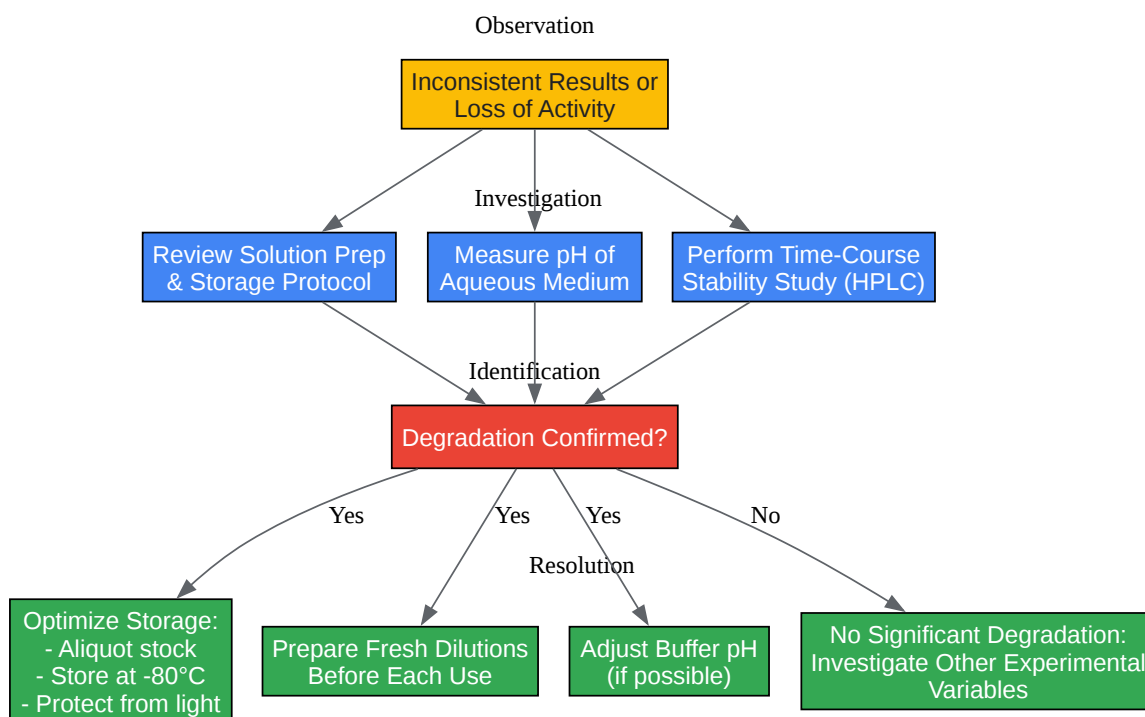 Observation
Inconsistent Results or
Loss of Activity
Investigation
Review Solution Prep
& Storage Protocol
Measure pH of
Aqueous Medium
Perform Time-Course
Stability Study (HPLC)
Identification
Degradation Confirmed?
Yes
Yes
Yes
No
Resolution
Optimize Storage:
- Aliquot stock
- Store at -80°C
- Protect from light
Prepare Fresh Dilutions
Before Each Use
Adjust Buffer pH
(if possible)
No Significant Degradation:
Investigate Other Experimental
Variables